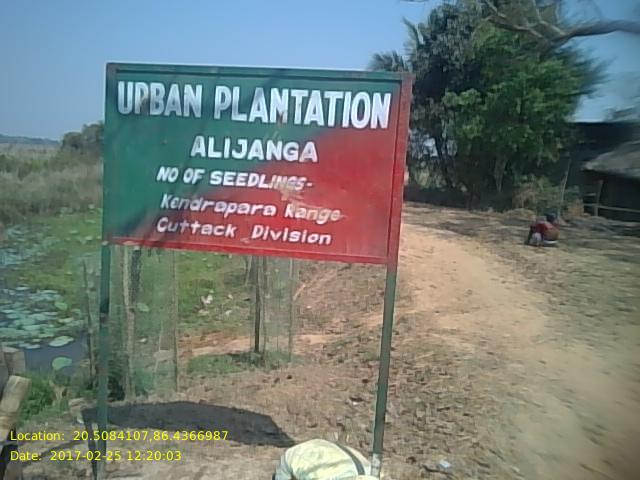 URBAN PLANTATION
ALIJANGA
NO OF SEEDLINGS-
Kendrapara Range
Cuttack Division
Location: 20.5084107,86.4366987
Date: 2017-02-25 12:20:03